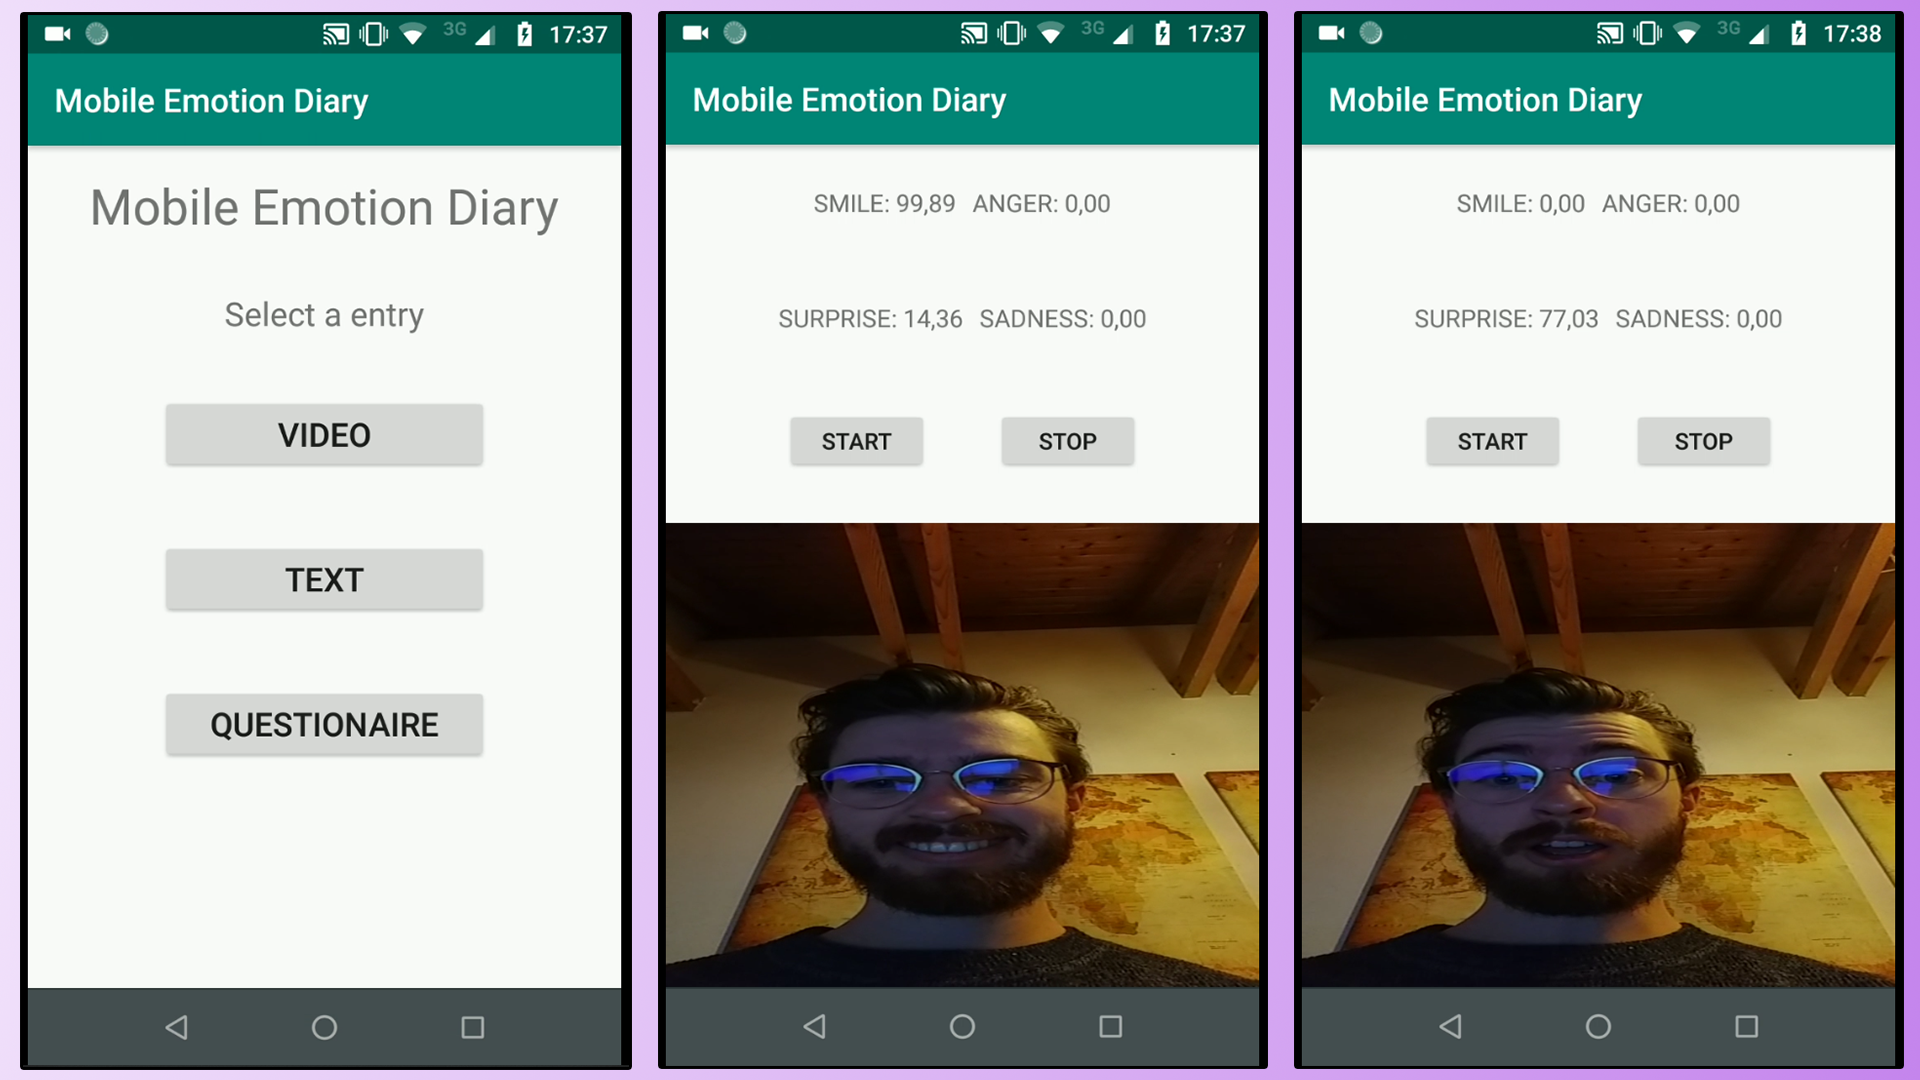 3G 17:37
Mobile Emotion Diary
Mobile Emotion Diary
Select a entry
VIDEO
TEXT
QUESTIONAIRE
3G 17:37
Mobile Emotion Diary
SMILE: 99,89 ANGER: 0,00
SURPRISE: 14,36 SADNESS: 0,00
START STOP
3G 17:38
Mobile Emotion Diary
SMILE: 0,00 ANGER: 0,00
SURPRISE: 77,03 SADNESS: 0,00
START STOP